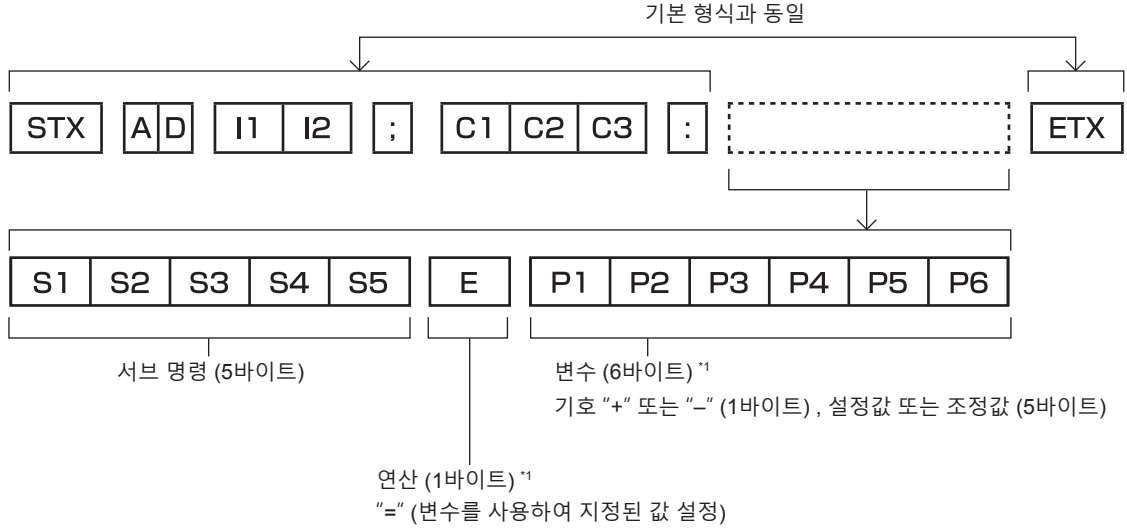 기본 형식과 동일
STX A D I1 I2 ; C1 C2 C3 : ETX
S1 S2 S3 S4 S5 E P1 P2 P3 P4 P5 P6
서브 명령 (5바이트)
변수 (6바이트) *1
기호 "+" 또는 "–" (1바이트) , 설정값 또는 조정값 (5바이트)
연산 (1바이트) *1
"=" (변수를 사용하여 지정된 값 설정)